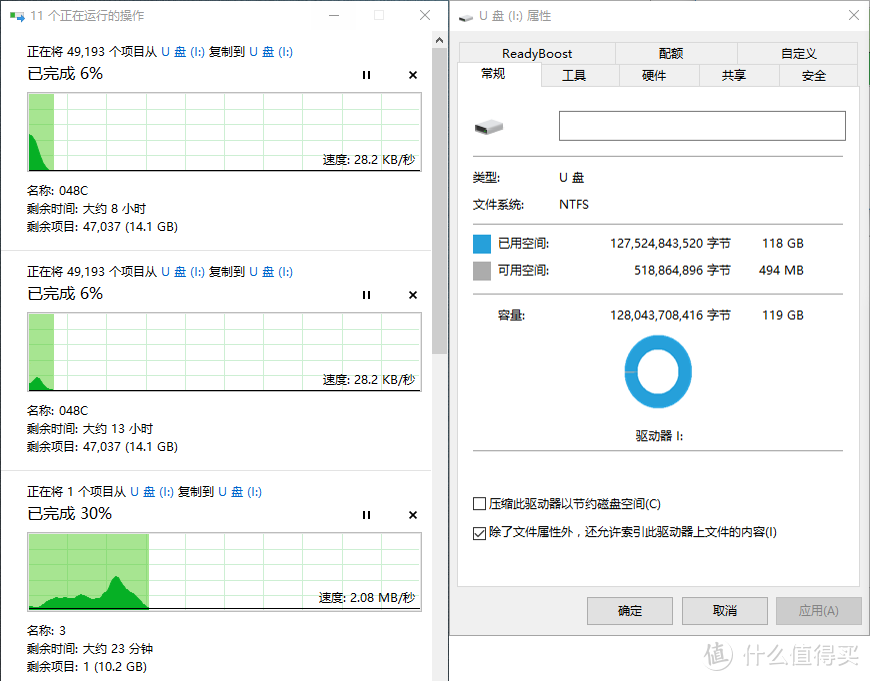 11 个正在运行的操作
正在将 49,193 个项目从 U 盘 (I:) 复制到 U 盘 (I:)
已完成 6%
速度: 28.2 KB/秒
名称: 048C
剩余时间: 大约 8 小时
剩余项目: 47,037 (14.1 GB)
正在将 49,193 个项目从 U 盘 (I:) 复制到 U 盘 (I:)
已完成 6%
速度: 28.2 KB/秒
名称: 048C
剩余时间: 大约 13 小时
剩余项目: 47,037 (14.1 GB)
正在将 1 个项目从 U 盘 (I:) 复制到 U 盘 (I:)
已完成 30%
速度: 2.08 MB/秒
名称: 3
剩余时间: 大约 23 分钟
剩余项目: 1 (10.2 GB)
U 盘 (I:) 属性
ReadyBoost 配额 自定义
常规 工具 硬件 共享 安全
类型: U 盘
文件系统: NTFS
已用空间: 127,524,843,520 字节 118 GB
可用空间: 518,864,896 字节 494 MB
容量: 128,043,708,416 字节 119 GB
驱动器 I:
压缩此驱动器以节约磁盘空间(C)
除了文件属性外，还允许索引此驱动器上文件的内容(I)
确定 取消 应用(A)
值 什么值得买